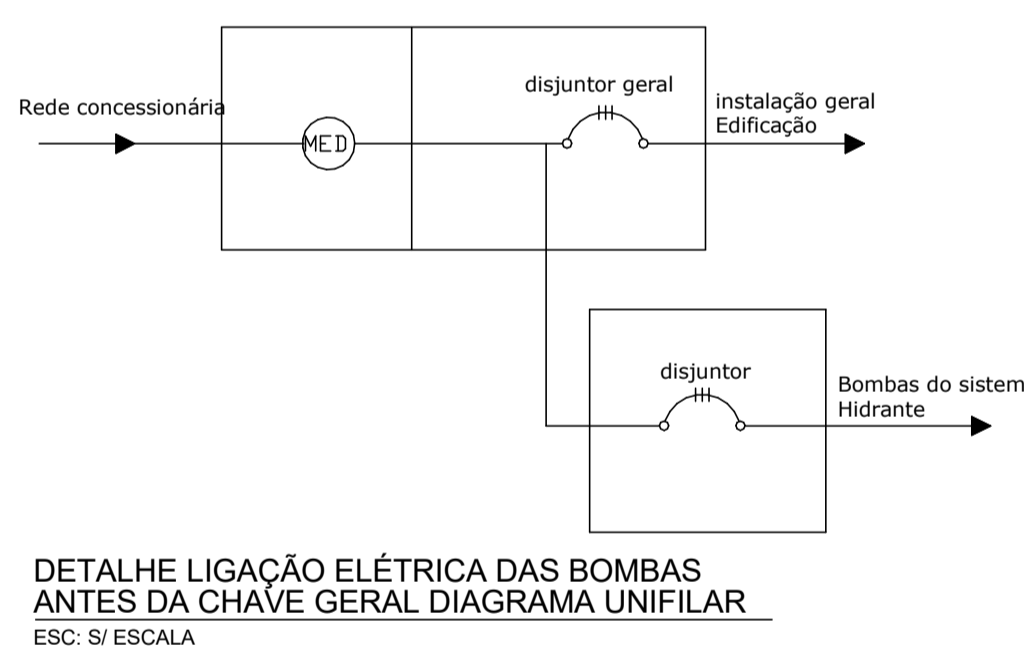 disjuntor geral
Rede concessionária
instalação geral
Edificação
MED
disjuntor
Bombas do sistem
Hidrante
DETALHE LIGAÇÃO ELÉTRICA DAS BOMBAS
ANTES DA CHAVE GERAL DIAGRAMA UNIFILAR
ESC: S/ ESCALA